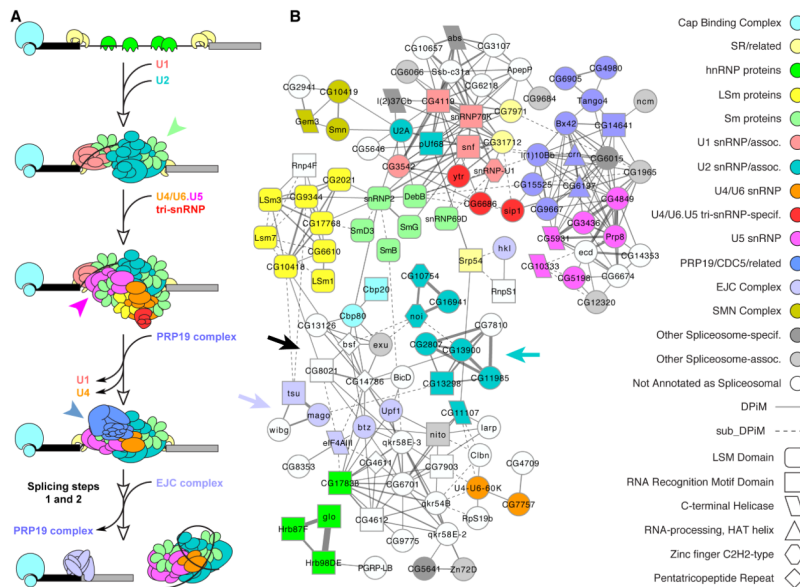 A
U1
U2
U4/U6.U5
tri-snRNP
PRP19 complex
U1
U4
Splicing steps
1 and 2
EJC complex
PRP19 complex
B
abs
CG10657
CG3107
Ssb-c31a
ApepP
CG6066
CG6218
CG2941
CG10419
l(2)37Cb
CG4119
snRNP70K
CG7971
CG9684
CG6905
CG4980
Tango4
ncm
Gem3
Smn
U2A
pUf68
snf
CG31712
Bx42
CG14641
CG5646
CG3542
l(1)10Bb
crn
CG6015
Rnp4F
ytr
snRNP-U1
CG15525
CG6197
CG1965
CG2021
LSm3
CG9344
snRNP2
DebB
CG6686
sip1
CG9667
CG4849
CG17768
SmD3
SmG
snRNP69D
CG3436
Prp8
Lsm7
CG6610
SmB
CG5931
hkl
ecd
CG14353
CG10418
LSm1
Srp54
CG10333
CG5198
CG6674
Cbp20
CG10754
RnpS1
CG12320
CG16941
Cbp80
noi
CG7810
CG13126
bsf
exu
CG2807
CG13900
CG8021
CG14786
BicD
CG13298
CG11985
tsu
mago
Upf1
CG11107
wibg
btz
nito
larp
eIF4AIII
qkr58E-3
CG8353
CG4611
Clbn
CG7903
CG4709
CG17838
CG6701
U4-U6-60K
CG7757
glo
qkr54B
RpS19b
Hrb87F
CG4612
CG9775
qkr58E-2
Hrb98DE
PGRP-LB
CG5641
Zn72D
Cap Binding Complex
SR/related
hnRNP proteins
LSm proteins
Sm proteins
U1 snRNP/assoc.
U2 snRNP/assoc.
U4/U6 snRNP
U4/U6.U5 tri-snRNP-specif.
U5 snRNP
PRP19/CDC5/related
EJC Complex
SMN Complex
Other Spliceosome-specif.
Other Spliceosome-assoc.
Not Annotated as Spliceosomal
DPiM
sub_DPiM
LSM Domain
RNA Recognition Motif Domain
C-terminal Helicase
RNA-processing, HAT helix
Zinc finger C2H2-type
Pentatricopeptide Repeat